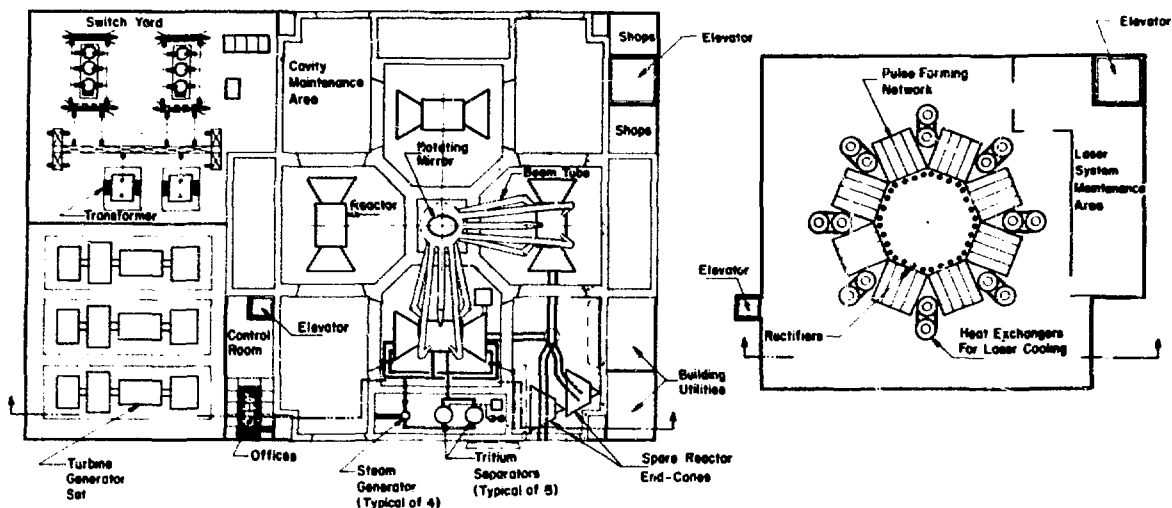 Switch Yard
Shops
Elevator
Cavity
Maintenance
Area
Shops
Rotating
Mirror
Beam Tube
Reactor
Transformer
Elevator
Control
Room
Building
Utilities
Turbine
Generator
Set
Offices
Steam
Generator
(Typical of 4)
Tritium
Separators
(Typical of 5)
Spare Reactor
End-Cones
Elevator
Pulse Forming
Network
Laser
System
Maintenance
Area
Elevator
Rectifiers
Heat Exchangers
For Laser Cooling